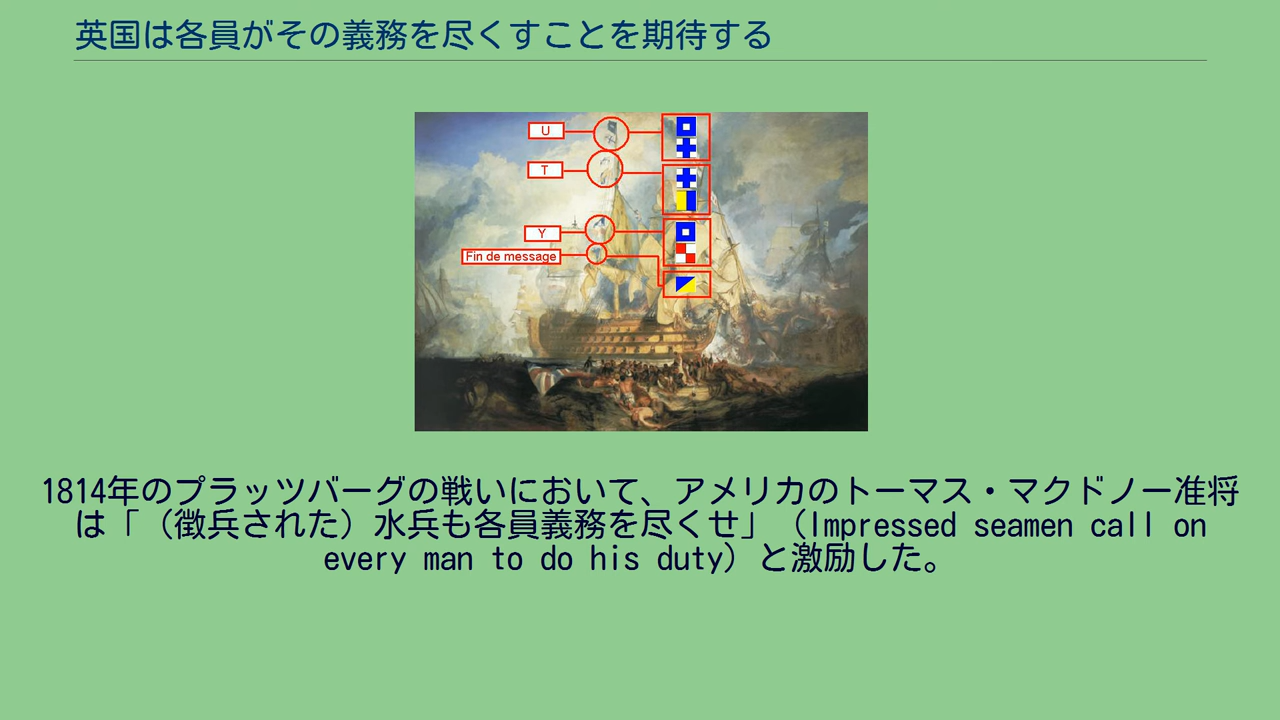 英国は各員がその義務を尽くすことを期待する
U
T
Y
Fin de message
1814年のプラッツバーグの戦いにおいて、アメリカのトーマス・マクドノー准将
は「（徴兵された）水兵も各員義務を尽くせ」（Impressed seamen call on
every man to do his duty）と激励した。